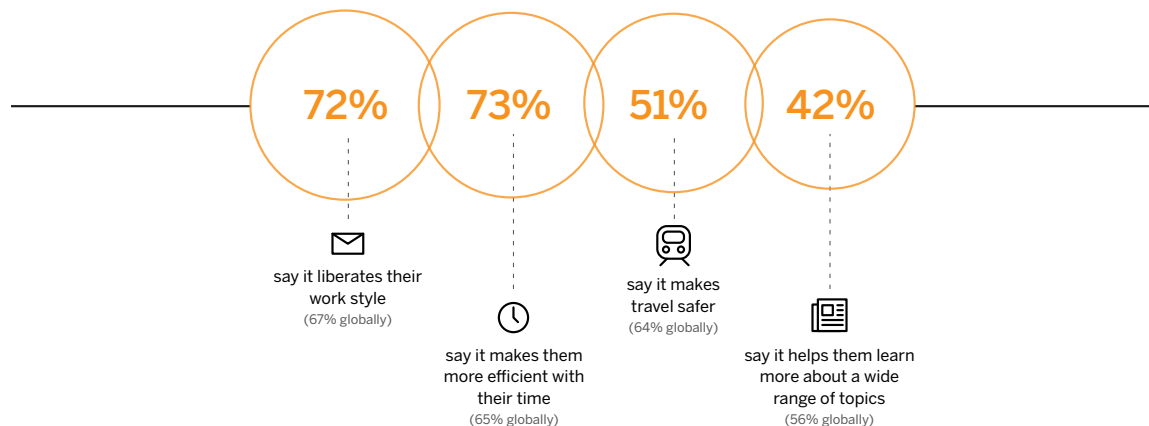 72%
73%
51%
42%
say it liberates their
work style
(67% globally)
say it makes them
more efficient with
their time
(65% globally)
say it makes
travel safer
(64% globally)
say it helps them learn
more about a wide
range of topics
(56% globally)